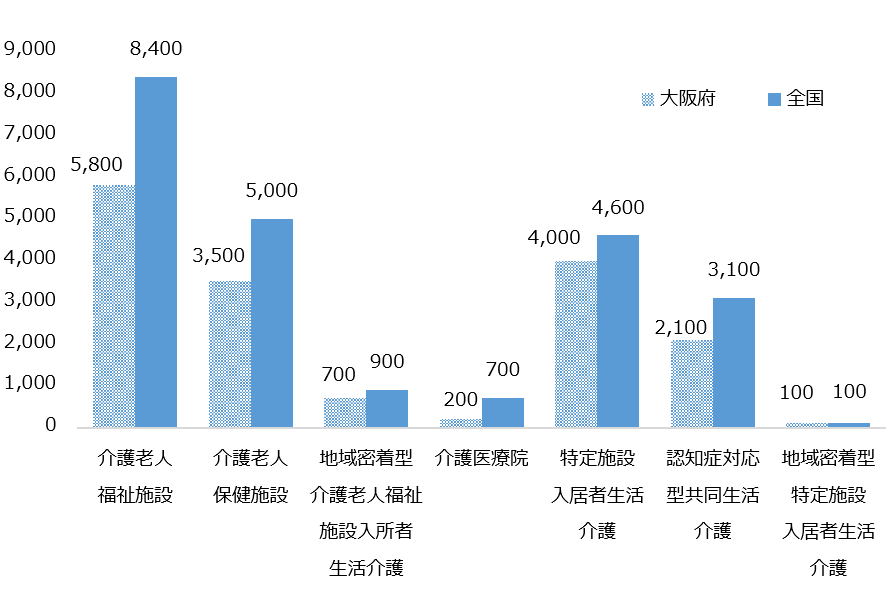 9,000
8,000
7,000
6,000
5,000
4,000
3,000
2,000
1,000
0
大阪府
全国
5,800
8,400
3,500
5,000
700
900
200
700
4,000
4,600
2,100
3,100
100
100
介護老人
福祉施設
介護老人
保健施設
地域密着型
介護老人福祉
施設入所者
生活介護
介護医療院
特定施設
入居者生活
介護
認知症対応
型共同生活
介護
地域密着型
特定施設
入居者生活
介護